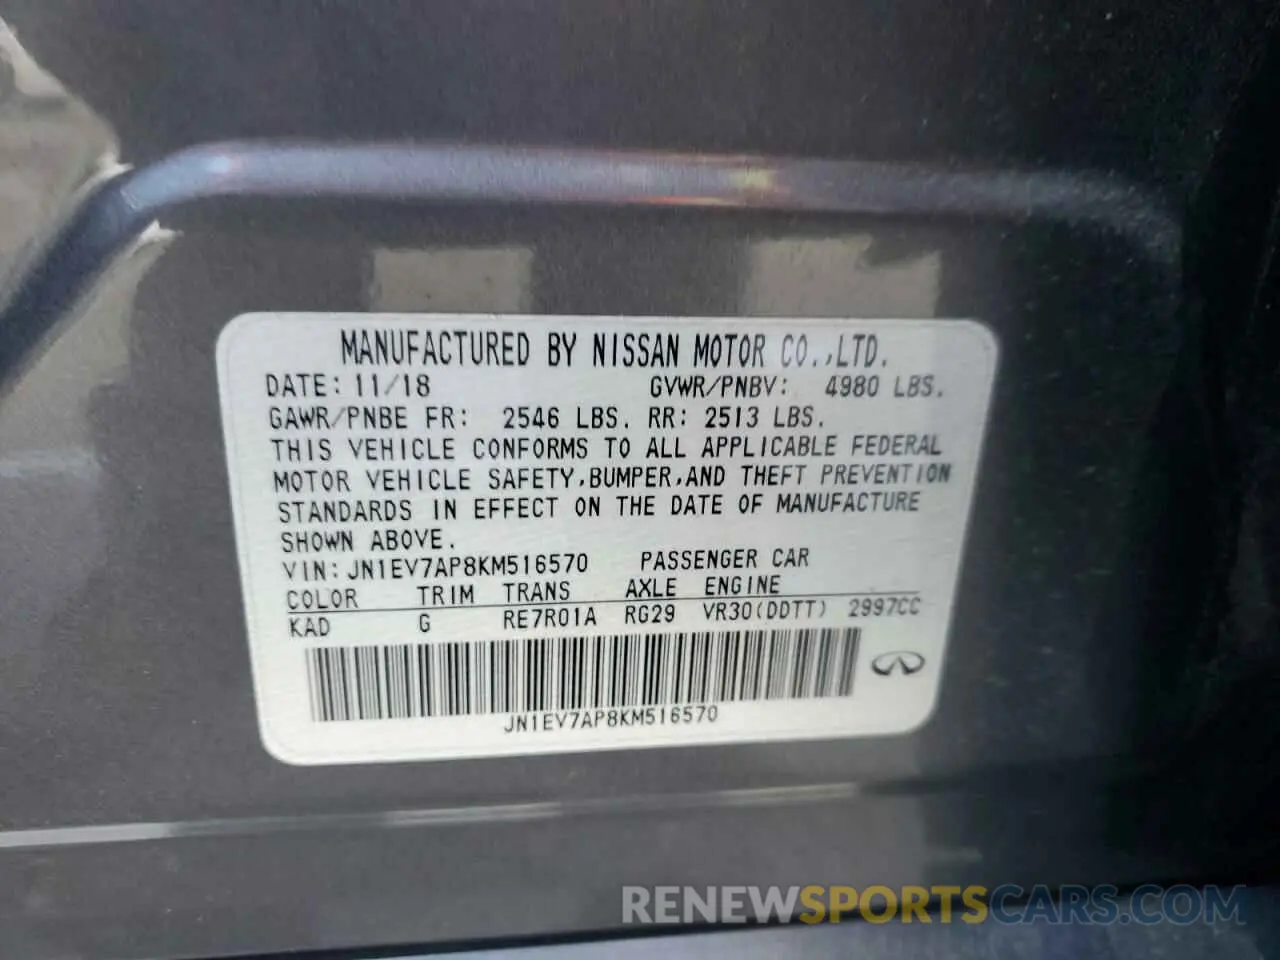 MANUFACTURED BY NISSAN MOTOR CO.,LTD.
DATE: 11/18 GVWR/PNBV: 4980 LBS.
GAWR/PNBE FR: 2546 LBS. RR: 2513 LBS.
THIS VEHICLE CONFORMS TO ALL APPLICABLE FEDERAL
MOTOR VEHICLE SAFETY,BUMPER,AND THEFT PREVENTION
STANDARDS IN EFFECT ON THE DATE OF MANUFACTURE
SHOWN ABOVE.
VIN: JN1EV7AP8KM516570 PASSENGER CAR
COLOR TRIM TRANS AXLE ENGINE
KAD G RE7R01A RG29 VR30(DDTT) 2997CC
JN1EV7AP8KM516570
RENEWSPORTSCARS.COM